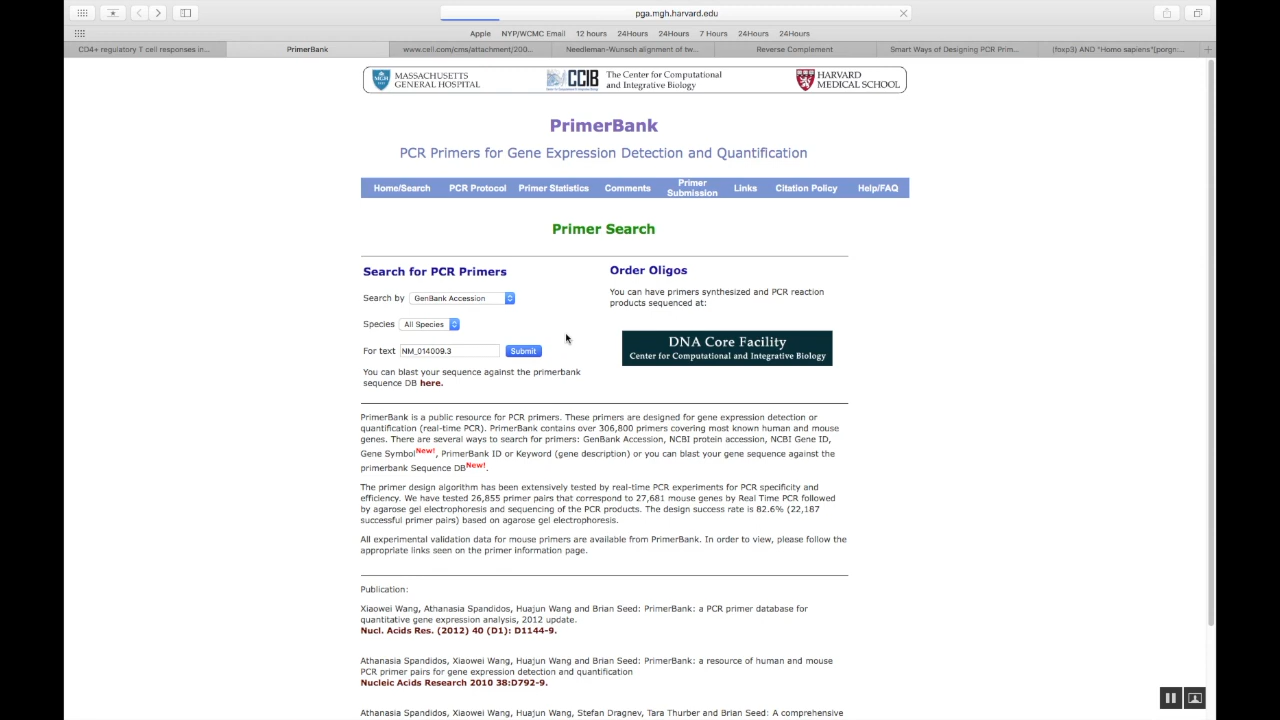 pga.mgh.harvard.edu
Apple NYP/WCMC Email 12 hours 24Hours 24Hours 7 Hours 24Hours 24Hours
CD4+ regulatory T cell responses in... PrimerBank www.cell.com/cms/attachment/200... Needleman-Wunsch alignment of tw... Reverse Complement Smart Ways of Designing PCR Prim... (foxp3) AND "Homo sapiens"[porgn:...
MASSACHUSETTS GENERAL HOSPITAL
CCIB The Center for Computational and Integrative Biology
HARVARD MEDICAL SCHOOL
PrimerBank
PCR Primers for Gene Expression Detection and Quantification
Home/Search PCR Protocol Primer Statistics Comments Primer Submission Links Citation Policy Help/FAQ
Primer Search
Search for PCR Primers
Search by GenBank Accession
Species All Species
For text NM_014009.3 Submit
You can blast your sequence against the primerbank
sequence DB here.
Order Oligos
You can have primers synthesized and PCR reaction
products sequenced at:
DNA Core Facility
Center for Computational and Integrative Biology
PrimerBank is a public resource for PCR primers. These primers are designed for gene expression detection or
quantification (real-time PCR). PrimerBank contains over 306,800 primers covering most known human and mouse
genes. There are several ways to search for primers: GenBank Accession, NCBI protein accession, NCBI Gene ID,
Gene SymbolNew!, PrimerBank ID or Keyword (gene description) or you can blast your gene sequence against the
primerbank Sequence DBNew!.
The primer design algorithm has been extensively tested by real-time PCR experiments for PCR specificity and
efficiency. We have tested 26,855 primer pairs that correspond to 27,681 mouse genes by Real Time PCR followed
by agarose gel electrophoresis and sequencing of the PCR products. The design success rate is 82.6% (22,187
successful primer pairs) based on agarose gel electrophoresis.
All experimental validation data for mouse primers are available from PrimerBank. In order to view, please follow the
appropriate links seen on the primer information page.
Publication:
Xiaowei Wang, Athanasia Spandidos, Huajun Wang and Brian Seed: PrimerBank: a PCR primer database for
quantitative gene expression analysis, 2012 update.
Nucl. Acids Res. (2012) 40 (D1): D1144-9.
Athanasia Spandidos, Xiaowei Wang, Huajun Wang and Brian Seed: PrimerBank: a resource of human and mouse
PCR primer pairs for gene expression detection and quantification
Nucleic Acids Research 2010 38:D792-9.
Athanasia Spandidos, Xiaowei Wang, Huajun Wang, Stefan Dragnev, Tara Thurber and Brian Seed: A comprehensive